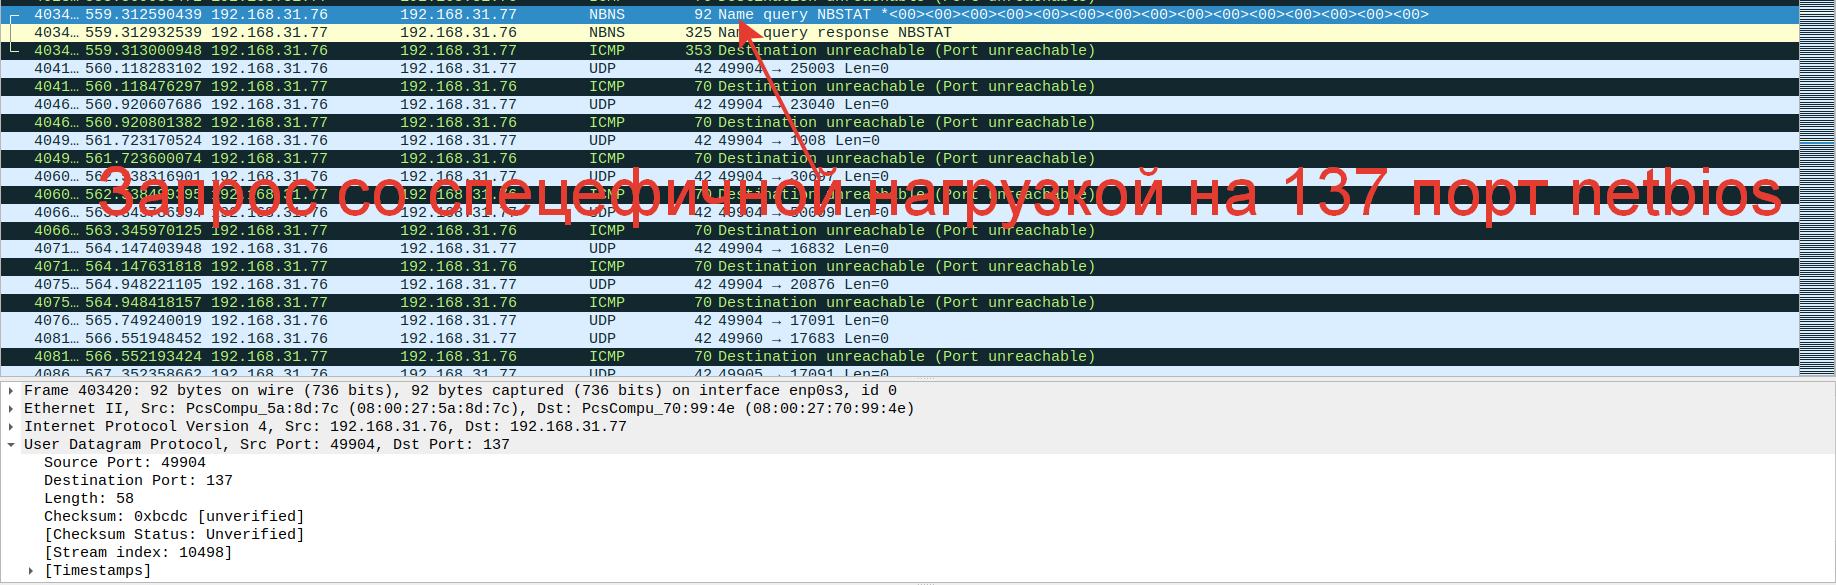 4034… 559.312590439 192.168.31.76 192.168.31.77 NBNS 92 Name query NBSTAT *<00><00><00><00><00><00><00><00><00><00><00><00><00><00><00>
4034… 559.312932539 192.168.31.77 192.168.31.76 NBNS 325 Name query response NBSTAT
4034… 559.313000948 192.168.31.76 192.168.31.77 ICMP 353 Destination unreachable (Port unreachable)
4041… 560.118283102 192.168.31.76 192.168.31.77 UDP 42 49904 → 25003 Len=0
4041… 560.118476297 192.168.31.77 192.168.31.76 ICMP 70 Destination unreachable (Port unreachable)
4046… 560.920607686 192.168.31.76 192.168.31.77 UDP 42 49904 → 23040 Len=0
4046… 560.920801382 192.168.31.77 192.168.31.76 ICMP 70 Destination unreachable (Port unreachable)
4049… 561.723170524 192.168.31.76 192.168.31.77 UDP 42 49904 → 1008 Len=0
4049… 561.723600074 192.168.31.77 192.168.31.76 ICMP 70 Destination unreachable (Port unreachable)
4060… 192.168.31.76 192.168.31.77 UDP 42 49904 → 30697 Len=0
4060… 192.168.31.77 192.168.31.76 ICMP 70 Destination unreachable (Port unreachable)
Запрос со спецефичной нагрузкой на 137 порт netbios
4066… 192.168.31.76 192.168.31.77 UDP 42 49904 → Len=0
4066… 563.345970125 192.168.31.77 192.168.31.76 ICMP 70 Destination unreachable (Port unreachable)
4071… 564.147403948 192.168.31.76 192.168.31.77 UDP 42 49904 → 16832 Len=0
4071… 564.147631818 192.168.31.77 192.168.31.76 ICMP 70 Destination unreachable (Port unreachable)
4075… 564.948221105 192.168.31.76 192.168.31.77 UDP 42 49904 → 20876 Len=0
4075… 564.948418157 192.168.31.77 192.168.31.76 ICMP 70 Destination unreachable (Port unreachable)
4076… 565.749240019 192.168.31.76 192.168.31.77 UDP 42 49904 → 17091 Len=0
4081… 566.551948452 192.168.31.76 192.168.31.77 UDP 42 49960 → 17683 Len=0
4081… 566.552193424 192.168.31.77 192.168.31.76 ICMP 70 Destination unreachable (Port unreachable)
4086… 567.352358662 192.168.31.76 192.168.31.77 UDP 42 49905 → 17091 Len=0
Frame 403420: 92 bytes on wire (736 bits), 92 bytes captured (736 bits) on interface enp0s3, id 0
Ethernet II, Src: PcsCompu_5a:8d:7c (08:00:27:5a:8d:7c), Dst: PcsCompu_70:99:4e (08:00:27:70:99:4e)
Internet Protocol Version 4, Src: 192.168.31.76, Dst: 192.168.31.77
User Datagram Protocol, Src Port: 49904, Dst Port: 137
Source Port: 49904
Destination Port: 137
Length: 58
Checksum: 0xbcdc [unverified]
[Checksum Status: Unverified]
[Stream index: 10498]
[Timestamps]